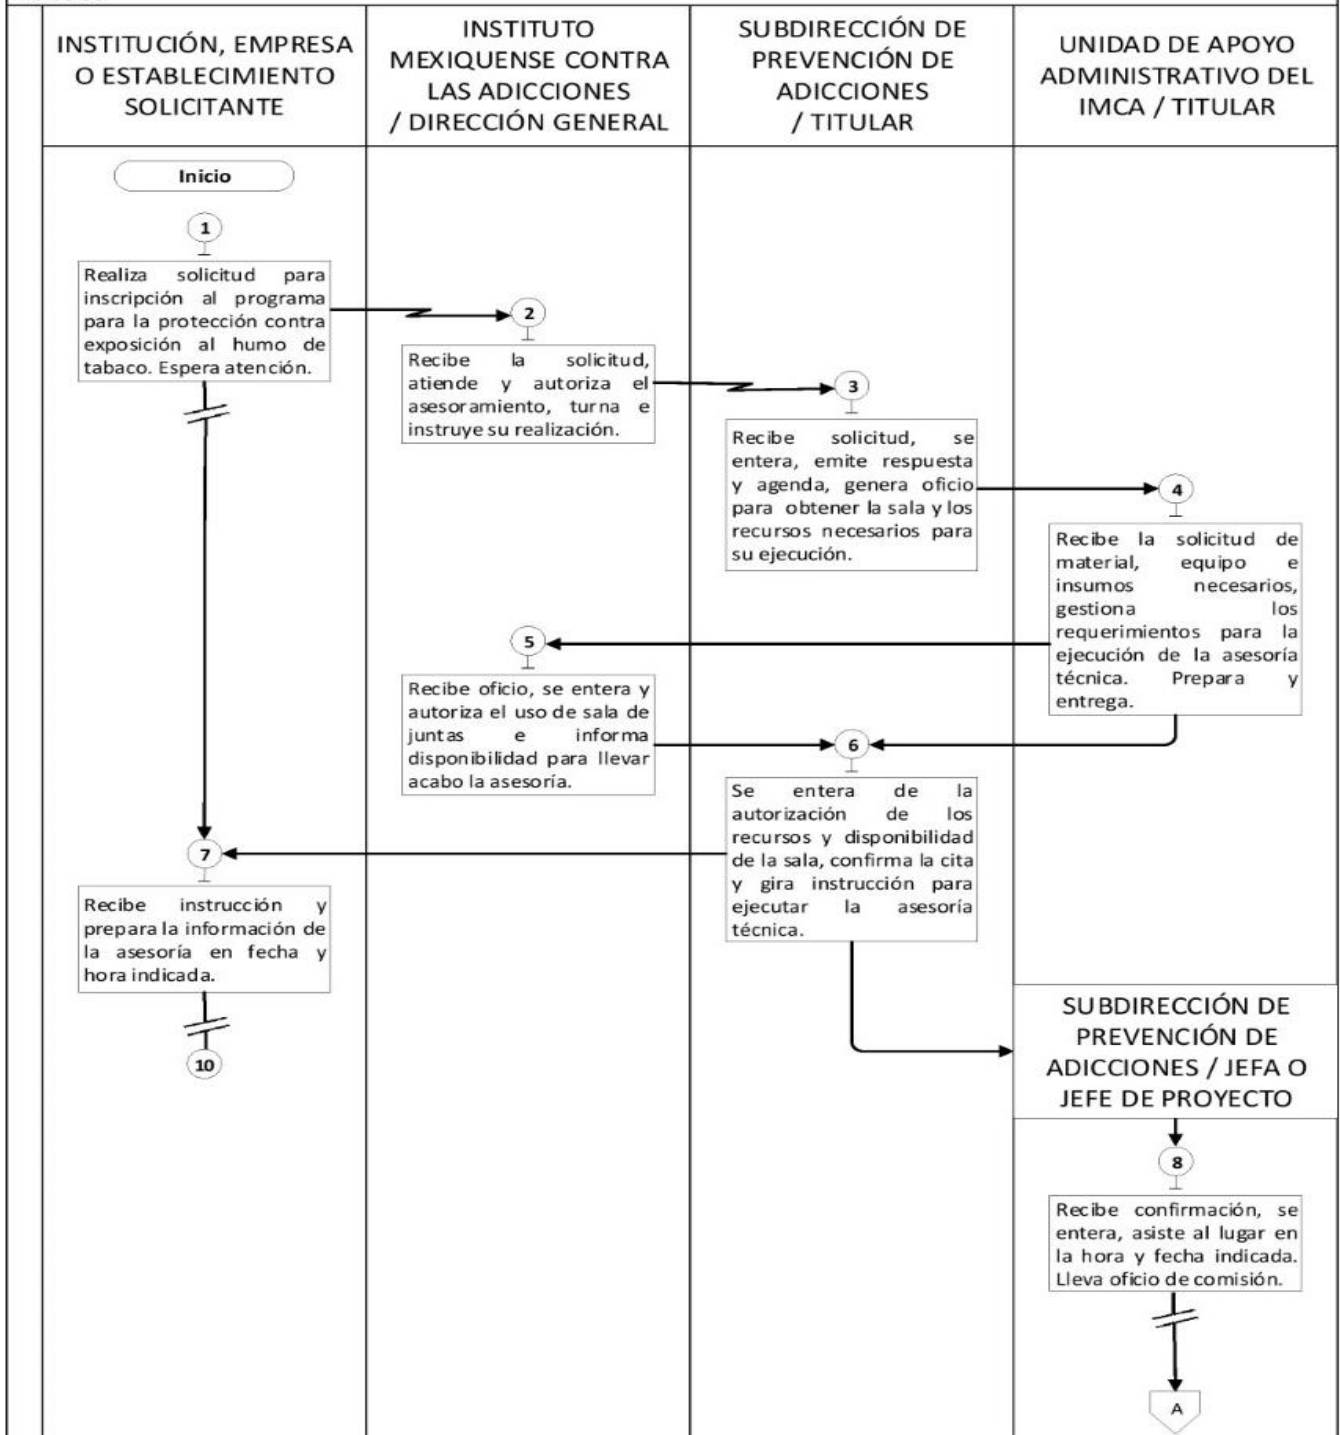 INSTITUCIÓN, EMPRESA
O ESTABLECIMIENTO
SOLICITANTE
INSTITUTO
MEXIQUENSE CONTRA
LAS ADICCIONES
/ DIRECCIÓN GENERAL
SUBDIRECCIÓN DE
PREVENCIÓN DE
ADICCIONES
/ TITULAR
UNIDAD DE APOYO
ADMINISTRATIVO DEL
IMCA / TITULAR
Inicio
1
Realiza solicitud para
inscripción al programa
para la protección contra
exposición al humo de
tabaco. Espera atención.
2
Recibe la solicitud,
atiende y autoriza el
asesoramiento, turna e
instruye su realización.
3
Recibe solicitud, se
entera, emite respuesta
y agenda, genera oficio
para obtener la sala y los
recursos necesarios para
su ejecución.
4
Recibe la solicitud de
material, equipo e
insumos necesarios,
gestiona los
requerimientos para la
ejecución de la asesoría
técnica. Prepara y
entrega.
5
Recibe oficio, se entera y
autoriza el uso de sala de
juntas e informa
disponibilidad para llevar
acabo la asesoría.
6
Se entera de la
autorización de los
recursos y disponibilidad
de la sala, confirma la cita
y gira instrucción para
ejecutar la asesoría
técnica.
7
Recibe instrucción y
prepara la información de
la asesoría en fecha y
hora indicada.
10
SUBDIRECCIÓN DE
PREVENCIÓN DE
ADICCIONES / JEFA O
JEFE DE PROYECTO
8
Recibe confirmación, se
entera, asiste al lugar en
la hora y fecha indicada.
Lleva oficio de comisión.
A